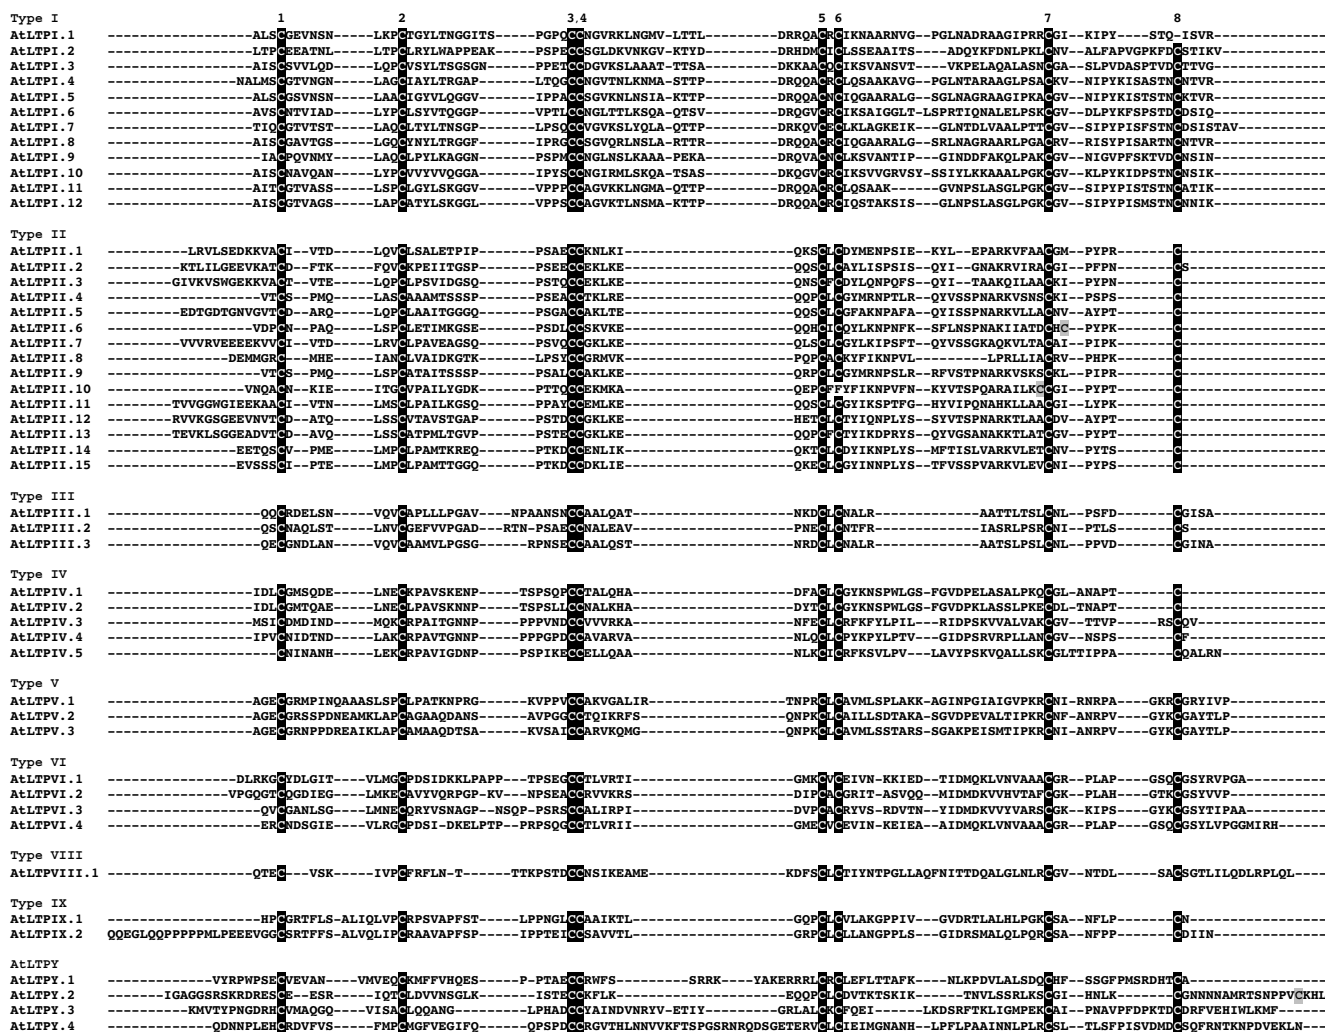 Type I 1 2 3,4 5 6 7 8
AtLTPI.1 ------------------ALSCGEVNSN------LKPCTGYLTNGGITS-----PGPQCCNGVRKLNGMV-LTTL---------DRRQACRCIKNAARNVG---PGLNADRAAGIPRRCGI--KIPY-----STQ-ISVR--------------
AtLTPI.2 ------------------LTPCEEATNL------LTPCLRYLWAPPEAK-----PSPECCSGLDKVNKGV-KTYD---------DRHDMCICLSSEAAITS---ADQYKFDNLPKLCNV--ALFAPVGPKFDCSTIKV------------
AtLTPI.3 ------------------AISCSVVLQD------LQPCVSYLTSGSGN------PPETCCDGVKSLAAAT-TTSA---------DKKAACQCIKSVANSVT----VKPELAQALASNCGA--SLPVDASPTVDCTTVG-------------
AtLTPI.4 ----------------NALMSCGTVNGN------LAGCIAYLTRGAP-------LTQGCCNGVTNLKNMA-STTP---------DRQQACRCLQSAAKAVG---PGLNTARAAGLPSACKV--NIPYKISASTNCNTVR-------------
AtLTPI.5 ------------------ALSCGSVNSN------LAACIGYVLQGGV-------IPPACCSGVKNLNSIA-KTTP---------DRQQACNCIQGAARALG---SGLNAGRAAGIPKACGV--NIPYKISTSTNCKTVR-------------
AtLTPI.6 ------------------AVSCNTVIAD------LYPCLSYVTQGGP-------VPTLCCNGLTTLKSQA-QTSV---------DRQGVCRCIKSAIGGLT-LSPRTIQNALELPSKCGV--DLPYKFSPSTDCDSIQ-------------
AtLTPI.7 ------------------TIQCGTVTST------LAQCLTYLTNSGP-------LPSQCCVGVKSLYQLA-QTTP---------DRKQVCECLKLAGKEIK---GLNTDLVAALPTTCGV--SIPYPISFSTNCDSISTAV----------
AtLTPI.8 ------------------AISCGAVTGS------LGQCYNYLTRGGF-------IPRGCCSGVQRLNSLA-RTTR---------DRQQACRCIQGAARALG---SRLNAGRAARLPGACRV--RISYPISARTNCNTVR-------------
AtLTPI.9 -------------------IACPQVNMY------LAQCLPYLKAGGN-------PSPMCCNGLNSLKAAA-PEKA---------DRQVACNCLKSVANTIP---GINDDFAKQLPAKCGV--NIGVPFSKTVDCNSIN-------------
AtLTPI.10 ------------------AISCNAVQAN------LYPCVVYVVQGGA-------IPYSCCNGIRMLSKQA-TSAS---------DKQGVCRCIKSVVGRVSY-SSIYLKKAAALPGKCGV--KLPYKIDPSTNCNSIK-------------
AtLTPI.11 ------------------AITCGTVASS------LSPCLGYLSKGGV-------VPPPCCAGVKKLNGMA-QTTP---------DRQQACRCLQSAAK------GVNPSLASGLPGKCGV--SIPYPISTSTNCATIK-------------
AtLTPI.12 ------------------AISCGTVAGS------LAPCATYLSKGGL-------VPPSCCAGVKTLNSMA-KTTP---------DRQQACRCIQSTAKSIS---GLNPSLASGLPGKCGV--SIPYPISMSTNCNNIK-------------

Type II
AtLTPII.1 ----------LRVLSEDKKVACI---VTD-----LQVCLSALETPIP-------PSAECCKNLKI---------------------QKSCLCDYMENPSIE--KYL--EPARKVFAACGM--PYPR------C------------------
AtLTPII.2 ---------KTLILGEEVKATCD---FTK-----FQVCKPEIITGSP-------PSEECCEKLKE---------------------QQSCLCAYLISPSIS--QYI---GNAKRVIRACGI--PFPN------CS-----------------
AtLTPII.3 --------GIVKVSWGEKKVACT---VTE-----LQPCLPSVIDGSQ-------PSTQCCEKLKE---------------------QNSCFCDYLQNPQFS--QYI---TAAKQILAACKI--PYPN------C------------------
AtLTPII.4 -------------------VTCS---PMQ-----LASCAAAMTSSSP-------PSEACCTKLRE---------------------QQPCLCGYMRNPTLR--QYVSSPNARKVSNSCKI--PSPS------C------------------
AtLTPII.5 ---------EDTGDTGNVGVTCD---ARQ-----LQPCLAAITGGGQ-------PSGACCAKLTE---------------------QQSCLCGFAKNPAFA--QYISSPNARKVLLACNV--AYPT------C------------------
AtLTPII.6 ------------------VDPCN---PAQ-----LSPCLETIMKGSE-------PSDLCCSKVKE---------------------QQHCICQYLKNPNFK--SFLNSPNAKIIATDCHC--PYPK------C------------------
AtLTPII.7 ---------VVVRVEEEEKVVCI---VTD-----LRVCLPAVEAGSQ-------PSVQCCGKLKE---------------------QLSCLCGYLKIPSFT--QYVSSGKAQKVLTACAI--PIPK------C------------------
AtLTPII.8 ---------------DEMMGRC----MHE-----IANCLVAIDKGTK-------LPSYCCGRMVK---------------------PQPCACKYFIKNPVL-------LPRLLIACRV--PHPK------C------------------
AtLTPII.9 -------------------VTCS---PMQ-----LSPCATAITSSSP-------PSALCCAKLKE---------------------QRPCLCGYMRNPSLR--RFVSTPNARKVSKSCKL--PIPR------C------------------
AtLTPII.10 -----------------VNQACN---KIE-----ITGCVPAILYGDK-------PTTQCCEKMKA---------------------QEPCFFYFIKNPVFN--KYVTSPQARAILKCCGI--PYPT------C------------------
AtLTPII.11 --------TVVGGWGIEEKAACI---VTN-----LMSCLPAILKGSQ-------PPAYCCEMLKE---------------------QQSCLCGYIKSPTFG--HYVIPQNAHKLLAACGI--LYPK------C------------------
AtLTPII.12 --------RVVKGSGEEVNVTCD---ATQ-----LSSCVTAVSTGAP-------PSTDCCGKLKE---------------------HETCLCTYIQNPLYS--SYVTSPNARKTLAACDV--AYPT------C------------------
AtLTPII.13 --------TEVKLSGGEADVTCD---AVQ-----LSSCATPMLTGVP-------PSTECCGKLKE---------------------QQPCFCTYIKDPRYS--QYVGSANAKKTLATCGV--PYPT------C------------------
AtLTPII.14 ----------------EETQSCV---PME-----LMPCLPAMTKREQ-------PTKDCCENLIK---------------------QKTCLCDYIKNPLYS--MFTISLVARKVLETCNV--PYTS------C------------------
AtLTPII.15 ----------------EVSSSCI---PTE-----LMPCLPAMTTGGQ-------PTKDCCDKLIE---------------------QKECLCGYINNPLYS--TFVSSPVARKVLEVCNI--PYPS------C------------------

Type III
AtLTPIII.1 -------------------QQCRDELSN------VQVCAPLLLPGAV----NPAANSNCCAALQAT--------------------NKDCLCNALR-------------AATTLTSLCNL--PSFD------CGISA--------------
AtLTPIII.2 -------------------QSCNAQLST------LNVCGEFVVPGAD---RTN-PSAECCNALEAV--------------------PNECLCNTFR-------------IASRLPSRCNI--PTLS------CS-----------------
AtLTPIII.3 -------------------QECGNDLAN------VQVCAAMVLPGSG------RPNSECCAALQST--------------------NRDCLCNALR-------------AATSLPSLCNL--PPVD------CGINA--------------

Type IV
AtLTPIV.1 ------------------IDLCGMSQDE------LNECKPAVSKENP-----TSPSQPCCTALQHA--------------------DFACLCGYKNSPWLGS-FGVDPELASALPKQCGL-ANAPT------C------------------
AtLTPIV.2 ------------------IDLCGMTQAE------LNECLPAVSKNNP-----TSPSLLCCNALKHA--------------------DYTCLCGYKNSPWLGS-FGVDPKLASSLPKECDL-TNAPT------C------------------
AtLTPIV.3 ------------------MSICDMDIND------MQKCRPAITGNNP-----PPPVNDCCVVVRKA--------------------NFECLCRFKFYLPIL--RIDPSKVVALVAKCGV--TTVP-----RSCQV----------------
AtLTPIV.4 ------------------IPVCNIDTND------LAKCRPAVTGNNP-----PPPGPDCCAVARVA--------------------NLQCLCPYKPYLPTV--GIDPSRVRPLLANCGV--NSPS------CF-----------------
AtLTPIV.5 ---------------------CNINANH------LEKCRPAVIGDNP-----PSPIKECCELLQAA--------------------NLKCICRFKSVLPV---LAVYPSKVQALLSKCGLTTIPPA-----CQALRN-------------

Type V
AtLTPV.1 ------------------AGECGRMPINQAAASLSPCLPATKNPRG------KVPPVCCAKVGALIR-----------------TNPRCLCAVMLSPLAKK-AGINPGIAIGVPKRCNI-RNRPA----GKRCGRYIVP------------
AtLTPV.2 ------------------AGECGRSSPDNEAMKLAPCAGAAQDANS------AVPGGCCTQIKRFS------------------QNPKCLCAILLSDTAKA-SGVDPEVALTIPKRCNF-ANRPV----GYKCGAYTLP------------
AtLTPV.3 ------------------AGECGRNPPDREAIKLAPCAMAAQDTSA------KVSAICCARVKQMG------------------QNPKCLCAVMLSSTARS-SGAKPEISMTIPKRCNI-ANRPV----GYKCGAYTLP------------

Type VI
AtLTPVI.1 ----------------DLRKGCYDLGIT-----VLMGCPDSIDKKLPAPP---TPSEGCCTLVRTI---------------------GMKCVCEIVN-KKIED--TIDMQKLVNVAAACGR--PLAP----GSQCGSYRVPGA----------
AtLTPVI.2 ---------------VPGQGTCQGDIEG-----LMKECAVYVQRPGP-KV---NPSEACCRVVKRS---------------------DIPCACGRIT-ASVQQ--MIDMDKVVHVTAFCGK--PLAH----GTKCGSYVVP------------
AtLTPVI.3 -------------------QVCGANLSG-----LMNECQRYVSNAGP--NSQP-PSRSCCALIRPI---------------------DVPCACRYVS-RDVTN--YIDMDKVVYVARSCGK--KIPS----GYKCGSYTIPAA----------
AtLTPVI.4 -------------------ERCNDSGIE-----VLRGCPDSI-DKELPTP--PRPSQGCCTLVRII---------------------GMECVCEVIN-KEIEA--AIDMQKLVNVAAACGR--PLAP----GSQCGSYLVPGGMIRH------

Type VIII
AtLTPVIII.1 ------------------QTEC---VSK-----IVPCFRFLN-T------TTKPSTDCCNSIKEAME-----------------KDFSCLCTIYNTPGLLAQFNITTDQALGLNLRCGV--NTDL-----SACSGTLILQDLRPLQL----

Type IX
AtLTPIX.1 -------------------HPCGRTFLS-ALIQLVPCRPSVAPFST-----LPPNGLCCAAIKTL---------------------GQPCLCVLAKGPPIV---GVDRTLALHLPGKCSA--NFLP------CN-----------------
AtLTPIX.2 QQEGLQQPPPPPMLPEEEVGGCSRTFFS-ALVQLIPCRAAVAPFSP-----IPPTEICCSAVVTL---------------------GRPCLCLLANGPPLS---GIDRSMALQLPQRCSA--NFPP------CDIIN--------------

AtLTPY
AtLTPY.1 -------------VYRPWPSECVEVAN----VMVEQCKMFFVHQES-----P-PTAECCRWFS-------------SRRK----YAKERRRLCRCLEFLTTAFK----NLKPDVLALSDQCHF--SSGFPMSRDHTCA-----------------
AtLTPY.2 -------IGAGGSRSKRDRESCE--ESR-----IQTCLDVVNSGLK-------ISTECCKFLK----------------------EQQPCLCDVTKTSKIK----TNVLSSRLKSCGI--HNLK------CGNNNNAMRTSNPPVCKHL
AtLTPY.3 ----------KMVTYPNGDRHCVMAQGQ-----VISACLQQANG--------LPHADCCYAINDVNRYV-ETIY-----------GRLALCKCFQEI------LKDSRFTKLIGMPEKCAI--PNAVPFDPKTDCDRFVEHIWLKMF------
AtLTPY.4 --------------QDNNPLEHCRDVFVS-----FMPCMGFVEGIFQ------QPSPDCCRGVTHLNNVVKFTSPGSRNRQDSGETERVCLCIEIMGNANH--LPFLPAAINNLPLRCSL--TLSFPISVDMDCSQFRNTKNPDVEKLN